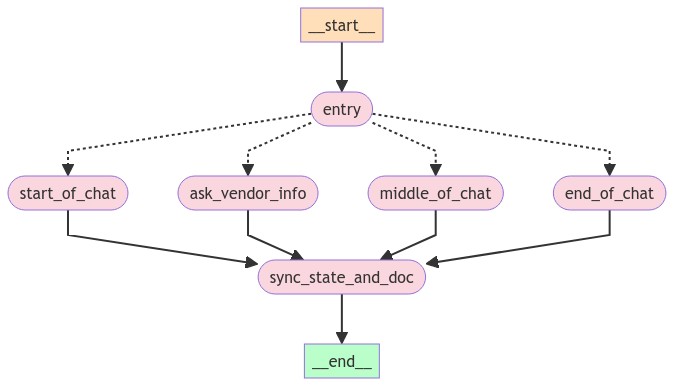 __start__
entry
start_of_chat
ask_vendor_info
middle_of_chat
end_of_chat
sync_state_and_doc
__end__